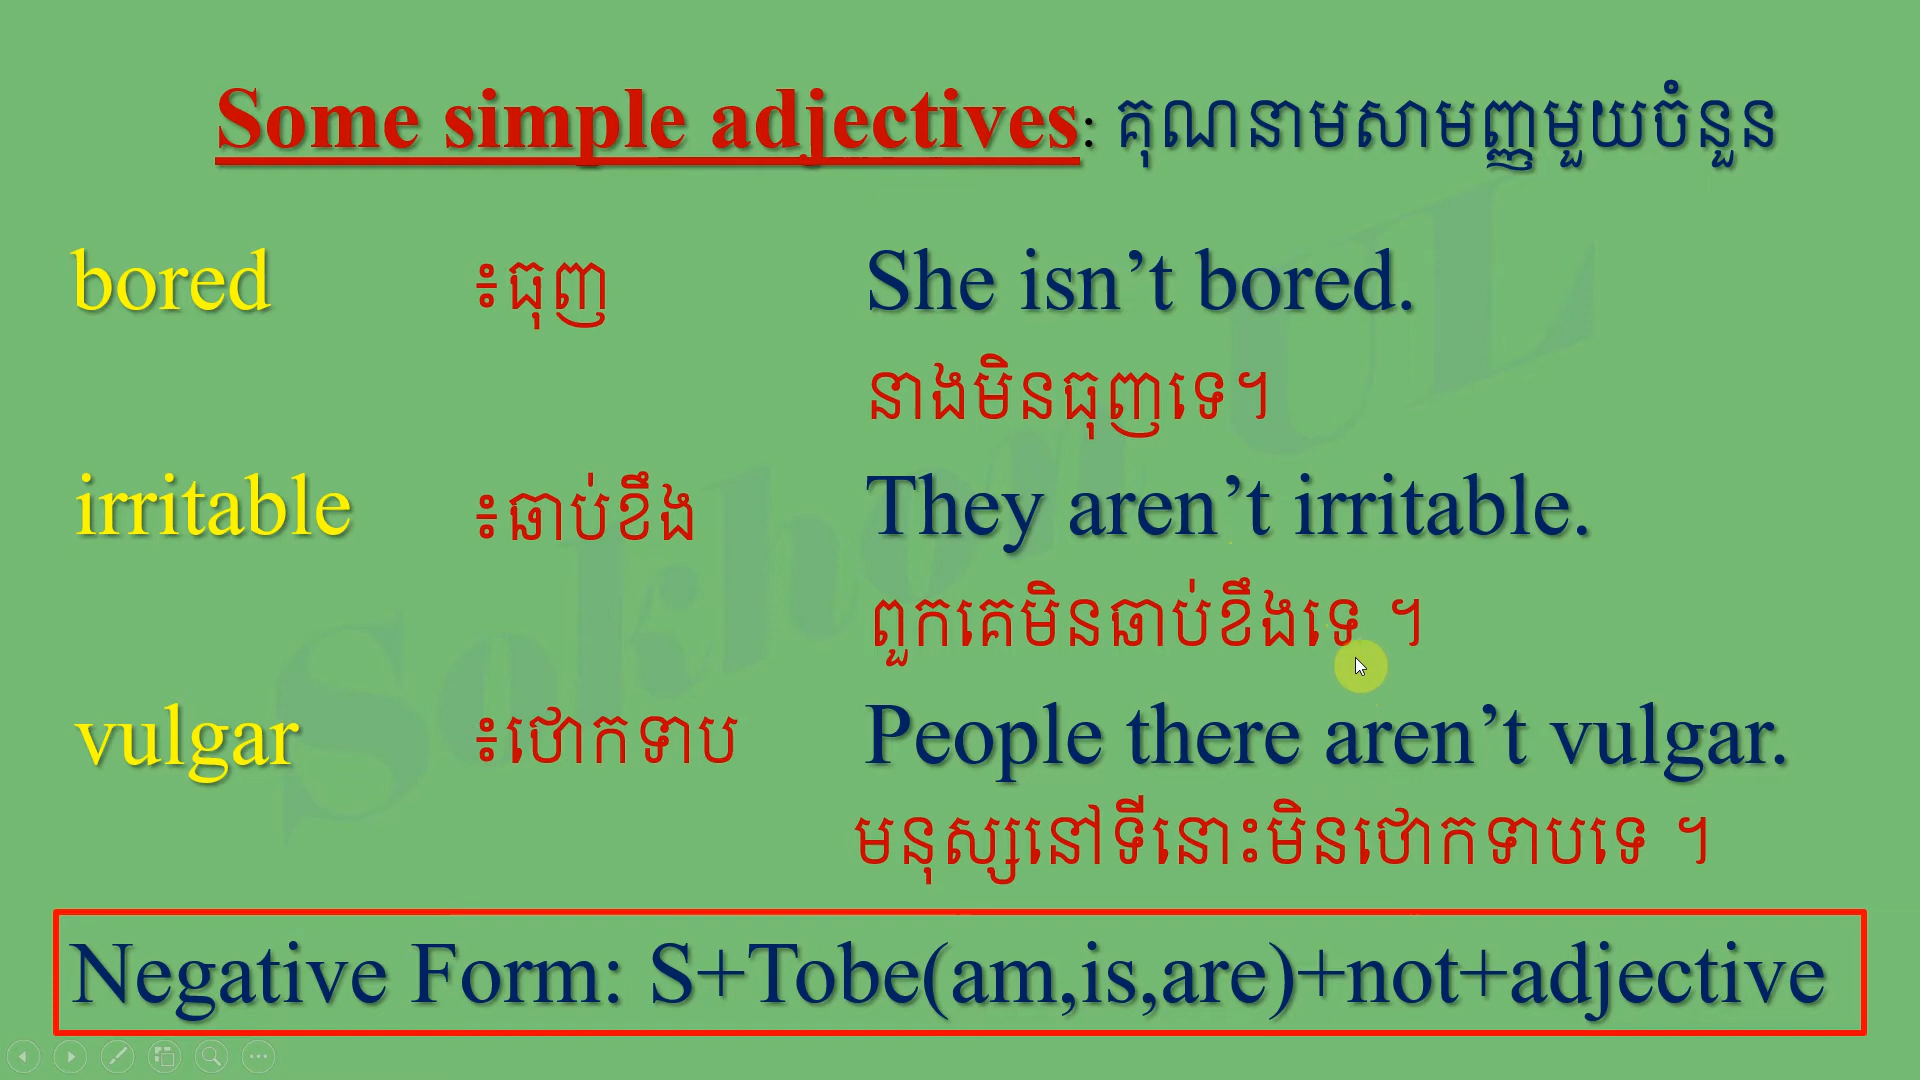 Some simple adjectives: គុណនាមសាមញ្ញមួយចំនួន
bored ៖ធុញ She isn’t bored.
នាងមិនធុញទេ។
irritable ៖ឆាប់ខឹង They aren’t irritable.
ពួកគេមិនឆាប់ខឹងទេ ។
vulgar ៖ថោកទាប People there aren’t vulgar.
មនុស្សនៅទីនោះមិនថោកទាបទេ ។
Negative Form: S+Tobe(am,is,are)+not+adjective
Sokhon UL